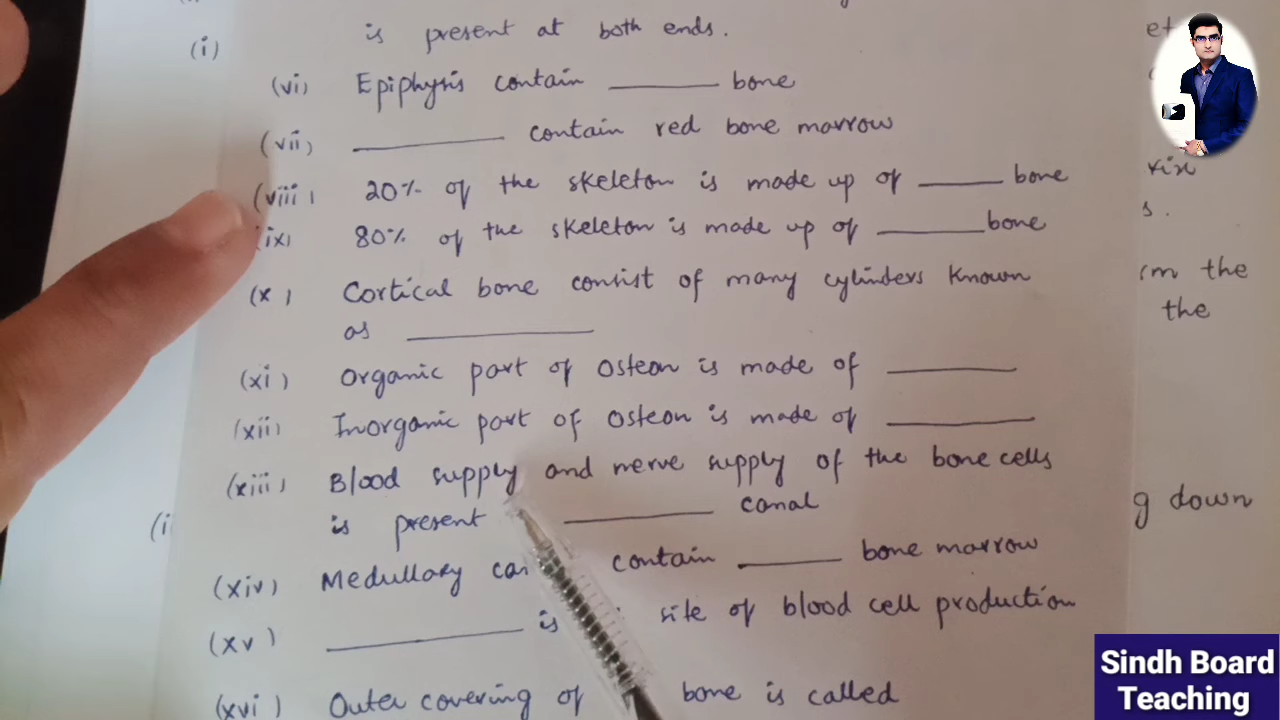 is present at both ends.
(i)
(vi) Epiphysis contain ______ bone
(vii) ______ contain red bone marrow
(viii) 20% of the skeleton is made up of ______ bone
(ix) 80% of the skeleton is made up of ______ bone
(x) Cortical bone consist of many cylinders known
as ______
(xi) Organic part of Osteon is made of ______
(xii) Inorganic part of Osteon is made of ______
(xiii) Blood supply and nerve supply of the bone cells
is present ______ canal
(xiv) Medullary contain ______ bone marrow
(xv) ______ is site of blood cell production
(xvi) Outer covering of bone is called
et
s.
the
the
g down
Sindh Board
Teaching